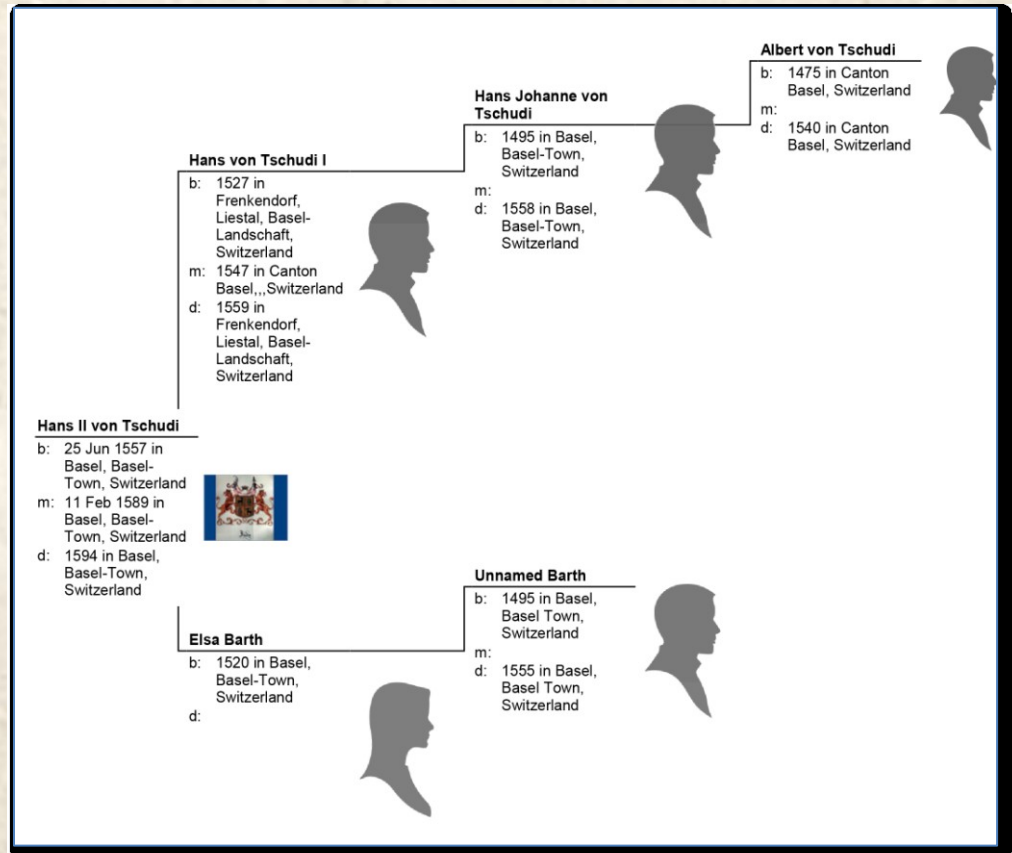 Albert von Tschudi
b: 1475 in Canton
Basel, Switzerland
m:
d: 1540 in Canton
Basel, Switzerland
Hans Johanne von
Tschudi
b: 1495 in Basel,
Basel-Town,
Switzerland
m:
d: 1558 in Basel,
Basel-Town,
Switzerland
Hans von Tschudi I
b: 1527 in
Frenkendorf,
Liestal, Basel-
Landschaft,
Switzerland
m: 1547 in Canton
Basel,,,Switzerland
d: 1559 in
Frenkendorf,
Liestal, Basel-
Landschaft,
Switzerland
Hans II von Tschudi
b: 25 Jun 1557 in
Basel, Basel-
Town, Switzerland
m: 11 Feb 1589 in
Basel, Basel-
Town, Switzerland
d: 1594 in Basel,
Basel-Town,
Switzerland
Unnamed Barth
b: 1495 in Basel,
Basel Town,
Switzerland
m:
d: 1555 in Basel,
Basel Town,
Switzerland
Elsa Barth
b: 1520 in Basel,
Basel-Town,
Switzerland
d: